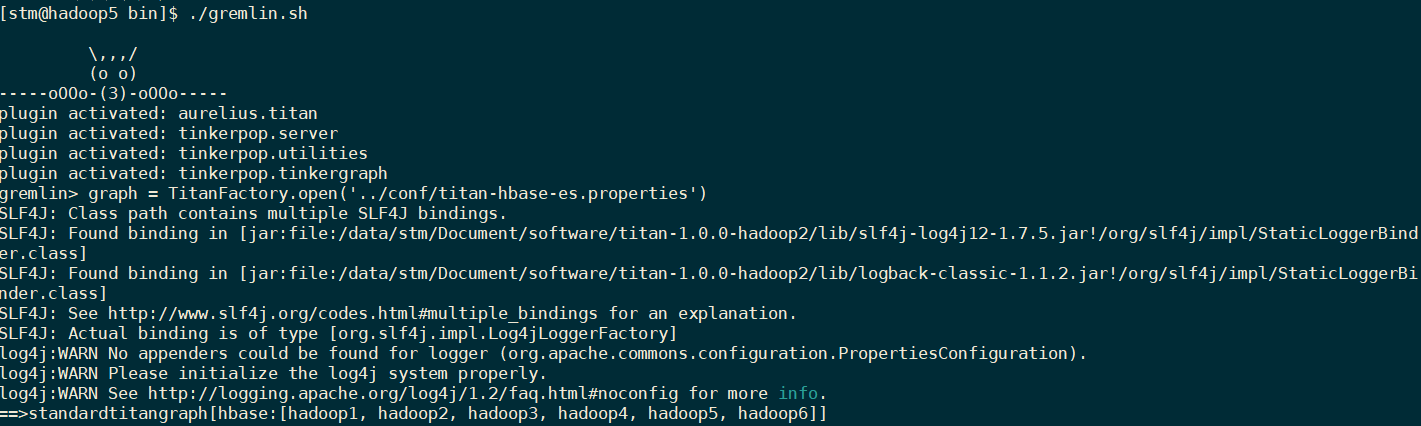 [stm@hadoop5 bin]$ ./gremlin.sh
         \,,,/
         (o o)
-----oOOo-(3)-oOOo-----
plugin activated: aurelius.titan
plugin activated: tinkerpop.server
plugin activated: tinkerpop.utilities
plugin activated: tinkerpop.tinkergraph
gremlin> graph = TitanFactory.open('../conf/titan-hbase-es.properties')
SLF4J: Class path contains multiple SLF4J bindings.
SLF4J: Found binding in [jar:file:/data/stm/Document/software/titan-1.0.0-hadoop2/lib/slf4j-log4j12-1.7.5.jar!/org/slf4j/impl/StaticLoggerBind
er.class]
SLF4J: Found binding in [jar:file:/data/stm/Document/software/titan-1.0.0-hadoop2/lib/logback-classic-1.1.2.jar!/org/slf4j/impl/StaticLoggerBi
nder.class]
SLF4J: See http://www.slf4j.org/codes.html#multiple_bindings for an explanation.
SLF4J: Actual binding is of type [org.slf4j.impl.Log4jLoggerFactory]
log4j:WARN No appenders could be found for logger (org.apache.commons.configuration.PropertiesConfiguration).
log4j:WARN Please initialize the log4j system properly.
log4j:WARN See http://logging.apache.org/log4j/1.2/faq.html#noconfig for more info.
==>standardtitangraph[hbase:[hadoop1, hadoop2, hadoop3, hadoop4, hadoop5, hadoop6]]